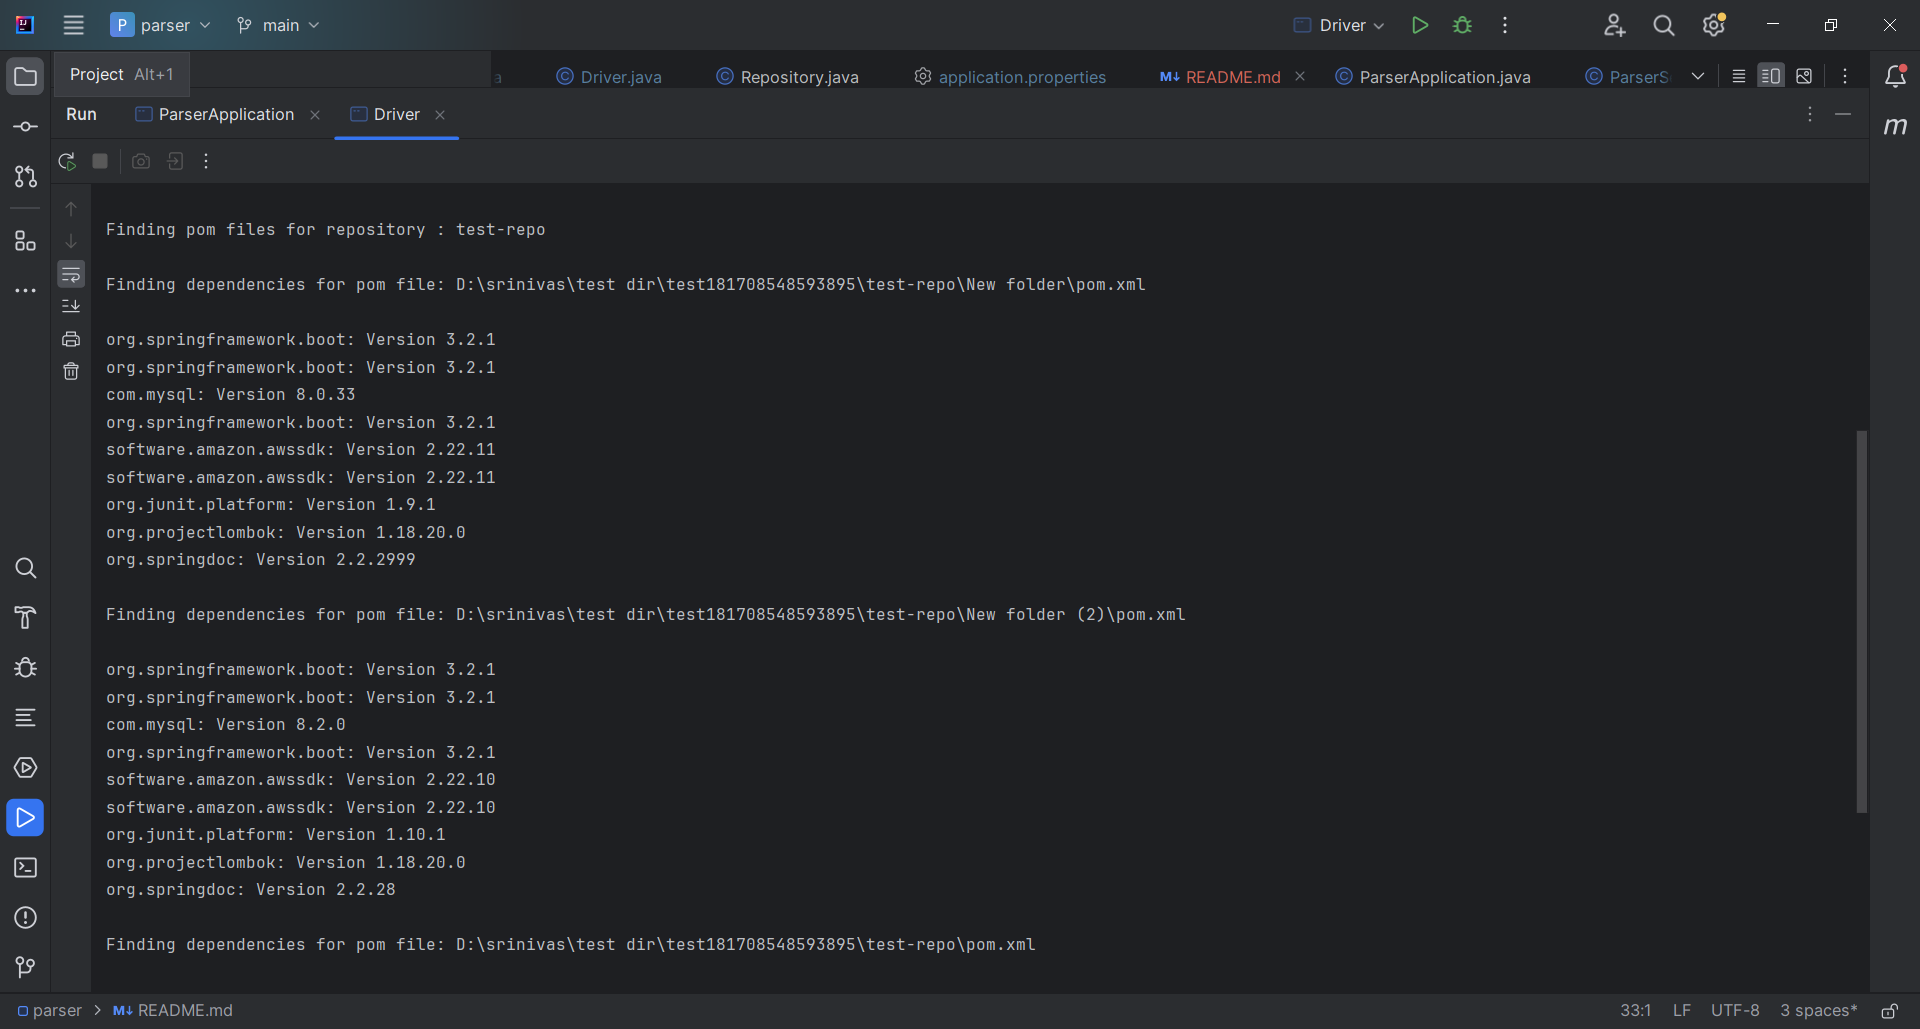 P parser main Driver
Project Alt+1
a Driver.java Repository.java application.properties M↓ README.md ParserApplication.java ParserS
Run ParserApplication Driver
m
Finding pom files for repository : test-repo
Finding dependencies for pom file: D:\srinivas\test dir\test181708548593895\test-repo\New folder\pom.xml
org.springframework.boot: Version 3.2.1
org.springframework.boot: Version 3.2.1
com.mysql: Version 8.0.33
org.springframework.boot: Version 3.2.1
software.amazon.awssdk: Version 2.22.11
software.amazon.awssdk: Version 2.22.11
org.junit.platform: Version 1.9.1
org.projectlombok: Version 1.18.20.0
org.springdoc: Version 2.2.2999
Finding dependencies for pom file: D:\srinivas\test dir\test181708548593895\test-repo\New folder (2)\pom.xml
org.springframework.boot: Version 3.2.1
org.springframework.boot: Version 3.2.1
com.mysql: Version 8.2.0
org.springframework.boot: Version 3.2.1
software.amazon.awssdk: Version 2.22.10
software.amazon.awssdk: Version 2.22.10
org.junit.platform: Version 1.10.1
org.projectlombok: Version 1.18.20.0
org.springdoc: Version 2.2.28
Finding dependencies for pom file: D:\srinivas\test dir\test181708548593895\test-repo\pom.xml
parser > M↓ README.md 33:1 LF UTF-8 3 spaces*